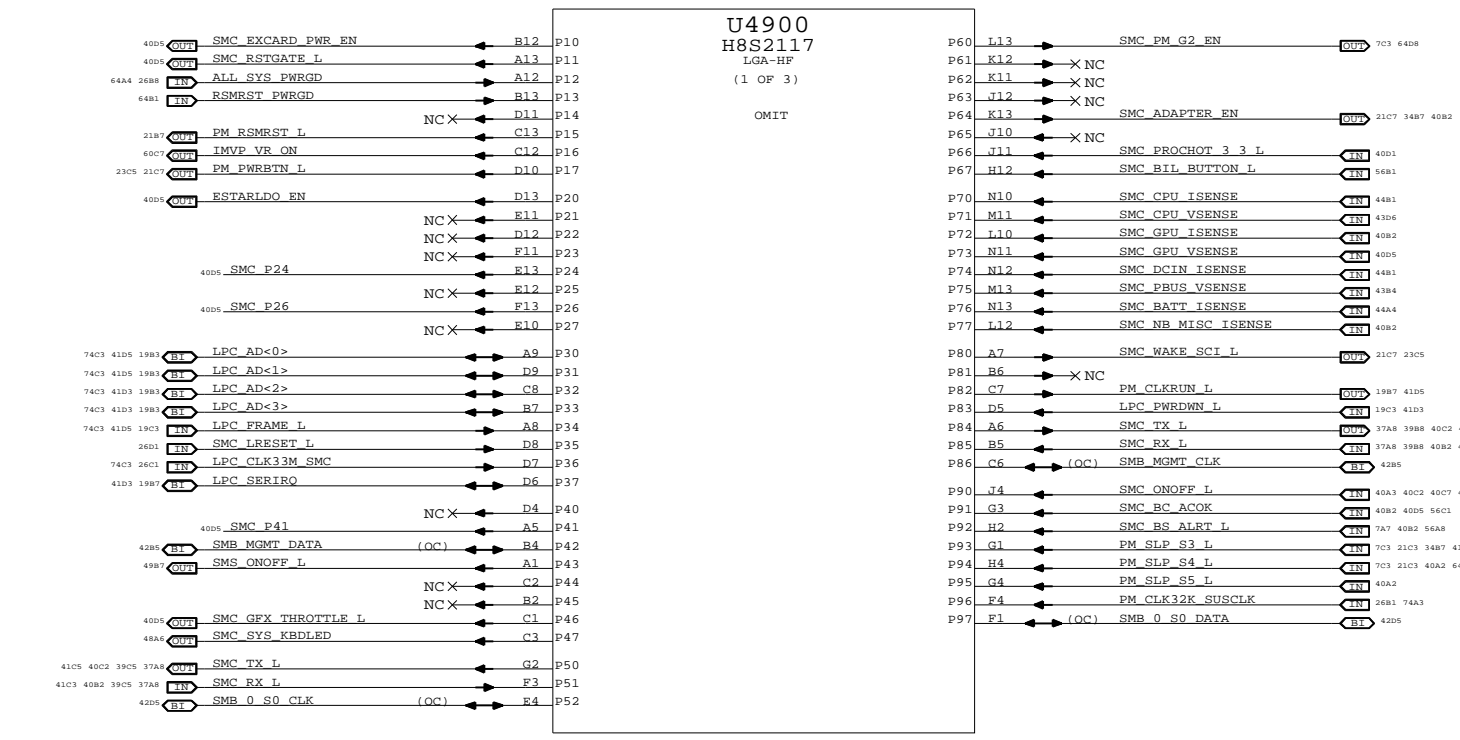 U4900
H8S2117
LGA-HF
(1 OF 3)
OMIT
40D5 OUT SMC_EXCARD_PWR_EN B12 P10
40D5 OUT SMC_RSTGATE_L A13 P11
64A4 26B8 IN ALL_SYS_PWRGD A12 P12
64B1 IN RSMRST_PWRGD B13 P13
NC D11 P14
21B7 OUT PM_RSMRST_L C13 P15
60C7 OUT IMVP_VR_ON C12 P16
23C5 21C7 OUT PM_PWRBTN_L D10 P17
40D5 OUT ESTARLDO_EN D13 P20
NC E11 P21
NC D12 P22
NC F11 P23
40D5 SMC_P24 E13 P24
NC E12 P25
40D5 SMC_P26 F13 P26
NC E10 P27
74C3 41D5 19B3 BI LPC_AD<0> A9 P30
74C3 41D5 19B3 BI LPC_AD<1> D9 P31
74C3 41D3 19B3 BI LPC_AD<2> C8 P32
74C3 41D3 19B3 BI LPC_AD<3> B7 P33
74C3 41D5 19C3 IN LPC_FRAME_L A8 P34
26D1 IN SMC_LRESET_L D8 P35
74C3 26C1 IN LPC_CLK33M_SMC D7 P36
41D3 19B7 BI LPC_SERIRQ D6 P37
NC D4 P40
40D5 SMC_P41 A5 P41
42B5 BI SMB_MGMT_DATA (OC) B4 P42
49B7 OUT SMS_ONOFF_L A1 P43
NC C2 P44
NC B2 P45
40D5 OUT SMC_GFX_THROTTLE_L C1 P46
48A6 OUT SMC_SYS_KBDLED C3 P47
41C5 40C2 39C5 37A8 OUT SMC_TX_L G2 P50
41C3 40B2 39C5 37A8 IN SMC_RX_L F3 P51
42D5 BI SMB_0_S0_CLK (OC) E4 P52
P60 L13 SMC_PM_G2_EN OUT 7C3 64D8
P61 K12 NC
P62 K11 NC
P63 J12 NC
P64 K13 SMC_ADAPTER_EN OUT 21C7 34B7 40B2
P65 J10 NC
P66 J11 SMC_PROCHOT_3_3_L IN 40D1
P67 H12 SMC_BIL_BUTTON_L IN 56B1
P70 N10 SMC_CPU_ISENSE IN 44B1
P71 M11 SMC_CPU_VSENSE IN 43D6
P72 L10 SMC_GPU_ISENSE IN 40B2
P73 N11 SMC_GPU_VSENSE IN 40D5
P74 N12 SMC_DCIN_ISENSE IN 44B1
P75 M13 SMC_PBUS_VSENSE IN 43B4
P76 N13 SMC_BATT_ISENSE IN 44A4
P77 L12 SMC_NB_MISC_ISENSE IN 40B2
P80 A7 SMC_WAKE_SCI_L OUT 21C7 23C5
P81 B6 NC
P82 C7 PM_CLKRUN_L OUT 19B7 41D5
P83 D5 LPC_PWRDWN_L IN 19C3 41D3
P84 A6 SMC_TX_L OUT 37A8 39B8 40C2
P85 B5 SMC_RX_L IN 37A8 39B8 40B2
P86 C6 (OC) SMB_MGMT_CLK BI 42B5
P90 J4 SMC_ONOFF_L IN 40A3 40C2 40C7
P91 G3 SMC_BC_ACOK IN 40B2 40D5 56C1
P92 H2 SMC_BS_ALRT_L IN 7A7 40B2 56A8
P93 G1 PM_SLP_S3_L IN 7C3 21C3 34B7
P94 H4 PM_SLP_S4_L IN 7C3 21C3 40A2
P95 G4 PM_SLP_S5_L IN 40A2
P96 F4 PM_CLK32K_SUSCLK IN 26B1 74A3
P97 F1 (OC) SMB_0_S0_DATA BI 42D5